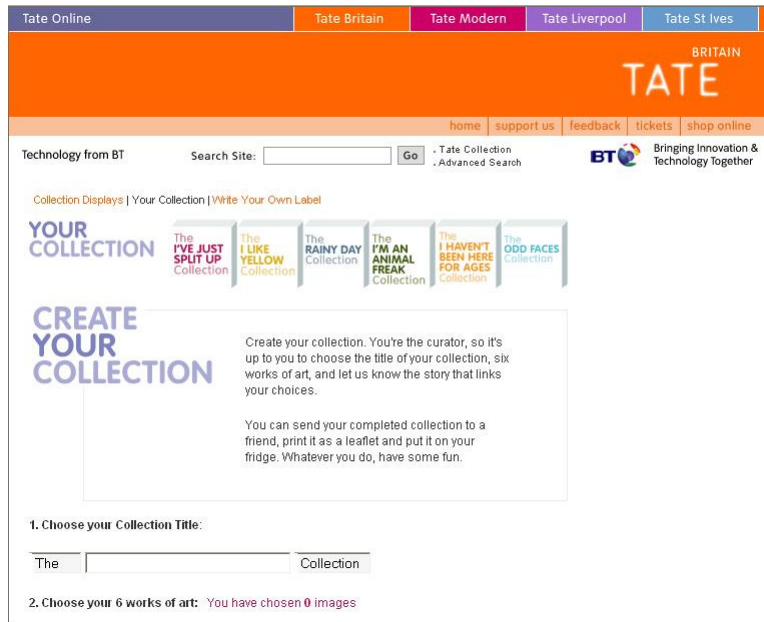 Tate Online Tate Britain Tate Modern Tate Liverpool Tate St Ives
BRITAIN
TATE
home support us feedback tickets shop online
Technology from BT Search Site: Go . Tate Collection
. Advanced Search
BT Bringing Innovation &
Technology Together
Collection Displays | Your Collection | Write Your Own Label
YOUR
COLLECTION
The
I'VE JUST
SPLIT UP
Collection
The
I LIKE
YELLOW
Collection
The
RAINY DAY
Collection
The
I'M AN
ANIMAL
FREAK
Collection
The
I HAVEN'T
BEEN HERE
FOR AGES
Collection
The
ODD FACES
Collection
CREATE
YOUR
COLLECTION
Create your collection. You're the curator, so it's
up to you to choose the title of your collection, six
works of art, and let us know the story that links
your choices.
You can send your completed collection to a
friend, print it as a leaflet and put it on your
fridge. Whatever you do, have some fun.
1. Choose your Collection Title:
The Collection
2. Choose your 6 works of art: You have chosen 0 images